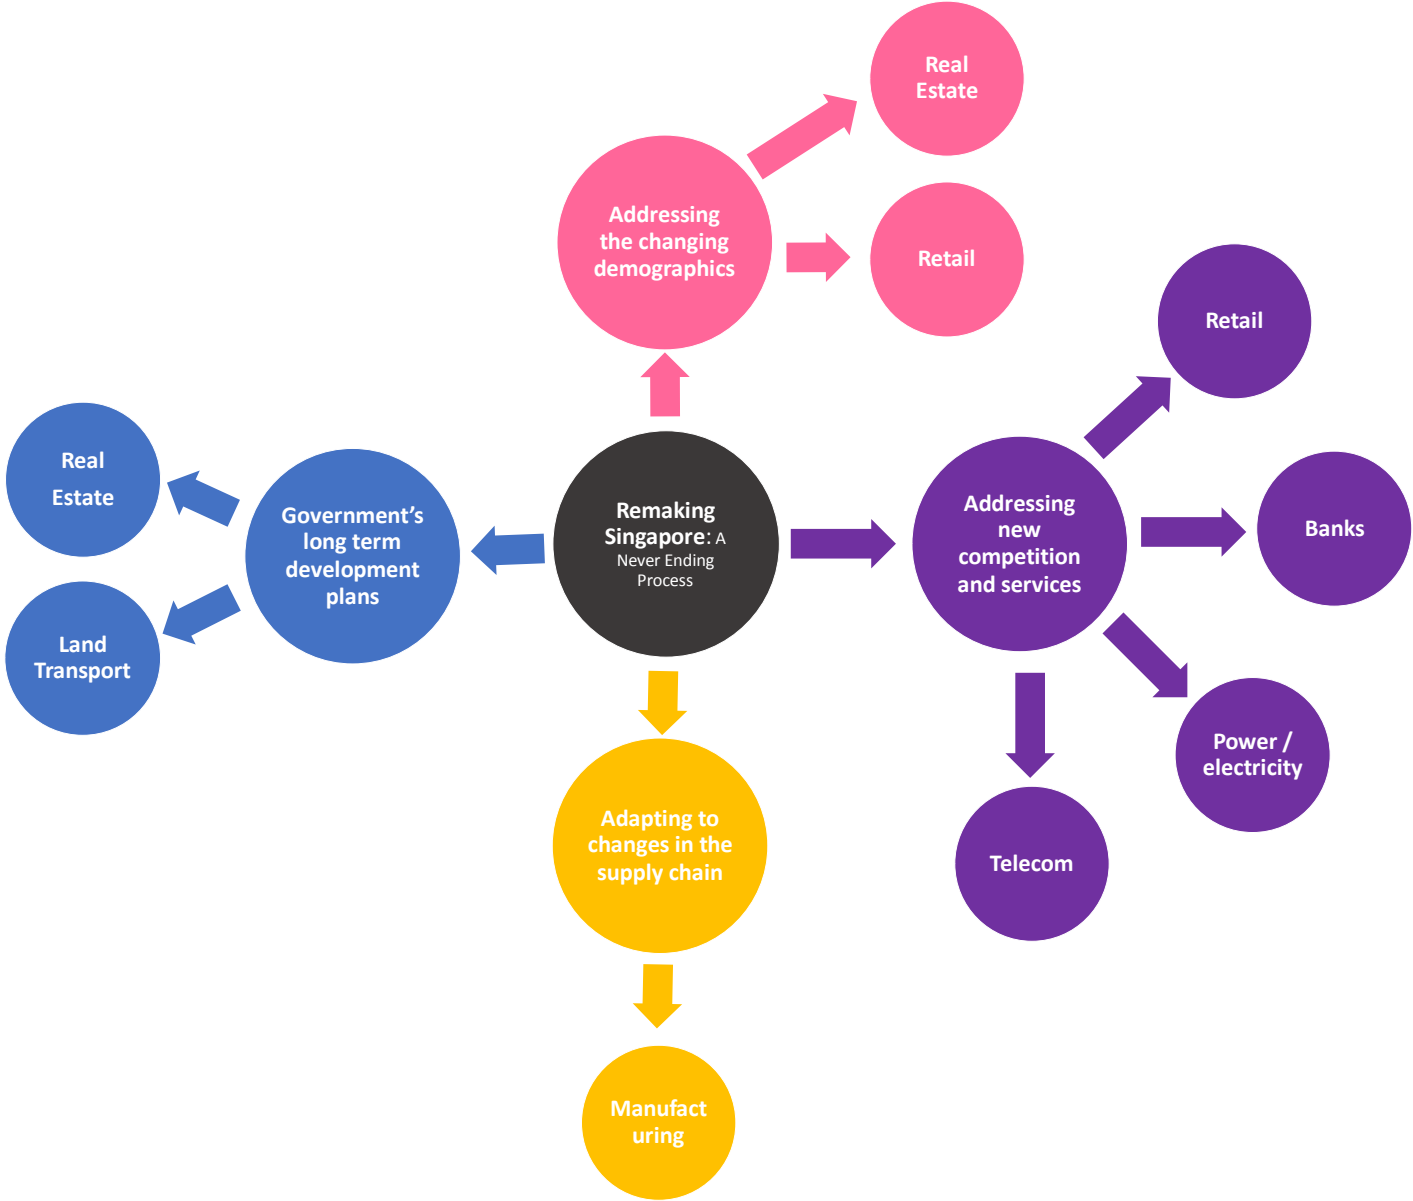 Real
Estate
Addressing
the changing
demographics
Retail
Retail
Real
Estate
Government’s
long term
development
plans
Remaking
Singapore: A
Never Ending
Process
Addressing
new
competition
and services
Banks
Land
Transport
Power /
electricity
Adapting to
changes in the
supply chain
Telecom
Manufact
uring